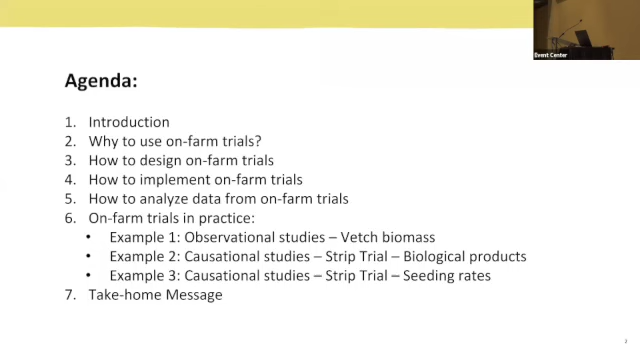 Event Center
Agenda:
1. Introduction
2. Why to use on-farm trials?
3. How to design on-farm trials
4. How to implement on-farm trials
5. How to analyze data from on-farm trials
6. On-farm trials in practice:
• Example 1: Observational studies – Vetch biomass
• Example 2: Causational studies – Strip Trial – Biological products
• Example 3: Causational studies – Strip Trial – Seeding rates
7. Take-home Message
2